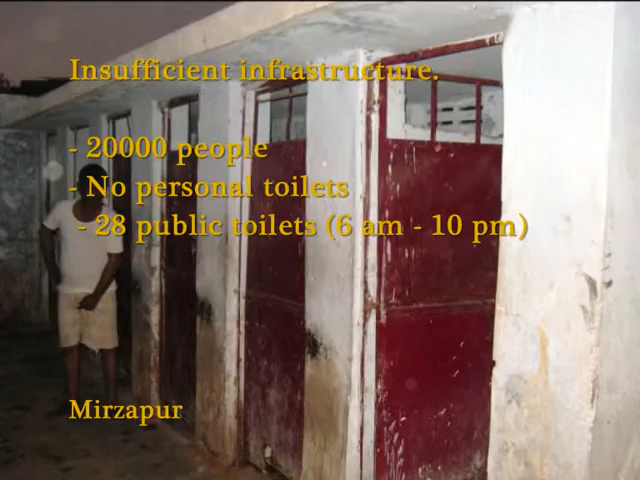 Insufficient infrastructure.
- 20000 people
- No personal toilets
- 28 public toilets (6 am - 10 pm)
Mirzapur